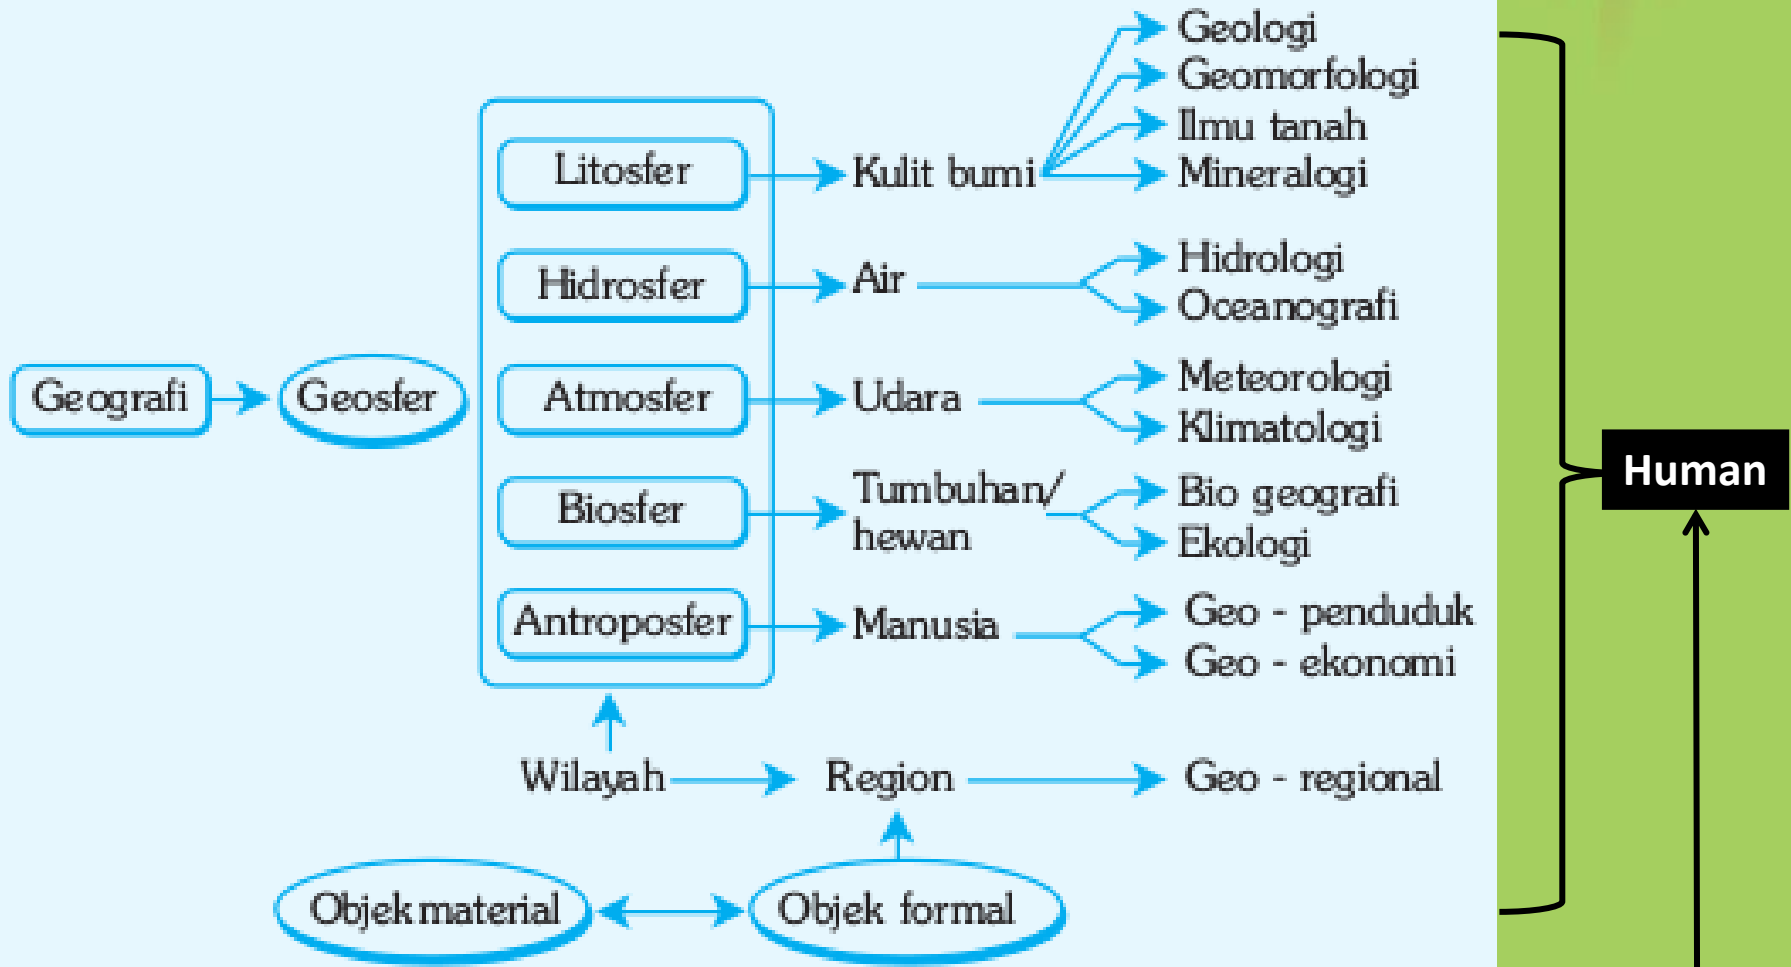 Geologi
Geomorfologi
Ilmu tanah
Litosfer
Kulit bumi
Mineralogi
Hidrologi
Hidrosfer
Air
Oceanografi
Meteorologi
Geografi
Geosfer
Atmosfer
Udara
Klimatologi
Human
Tumbuhan/
hewan
Biosfer
Bio geografi
Ekologi
Antroposfer
Manusia
Geo - penduduk
Geo - ekonomi
Wilayah
Region
Geo - regional
Objek material
Objek formal